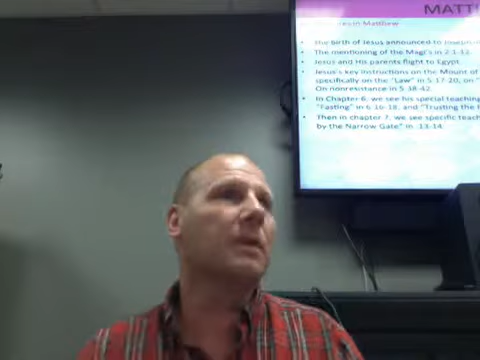 MATT
in Matthew
• The Birth of Jesus announced to Joseph
• The mentioning of the Magi's in 2:1-12.
• Jesus and His parents flight to Egypt.
• Jesus's key instructions on the Mount of
specifically on the "Law" in 5:17-20, on "
On nonresistance in 5:38-42.
• In Chapter 6, we see his special teaching
"Fasting" in 6:16-18, and "Trusting the
• Then in chapter 7, we see specific teach
by the Narrow Gate" in :13-14.